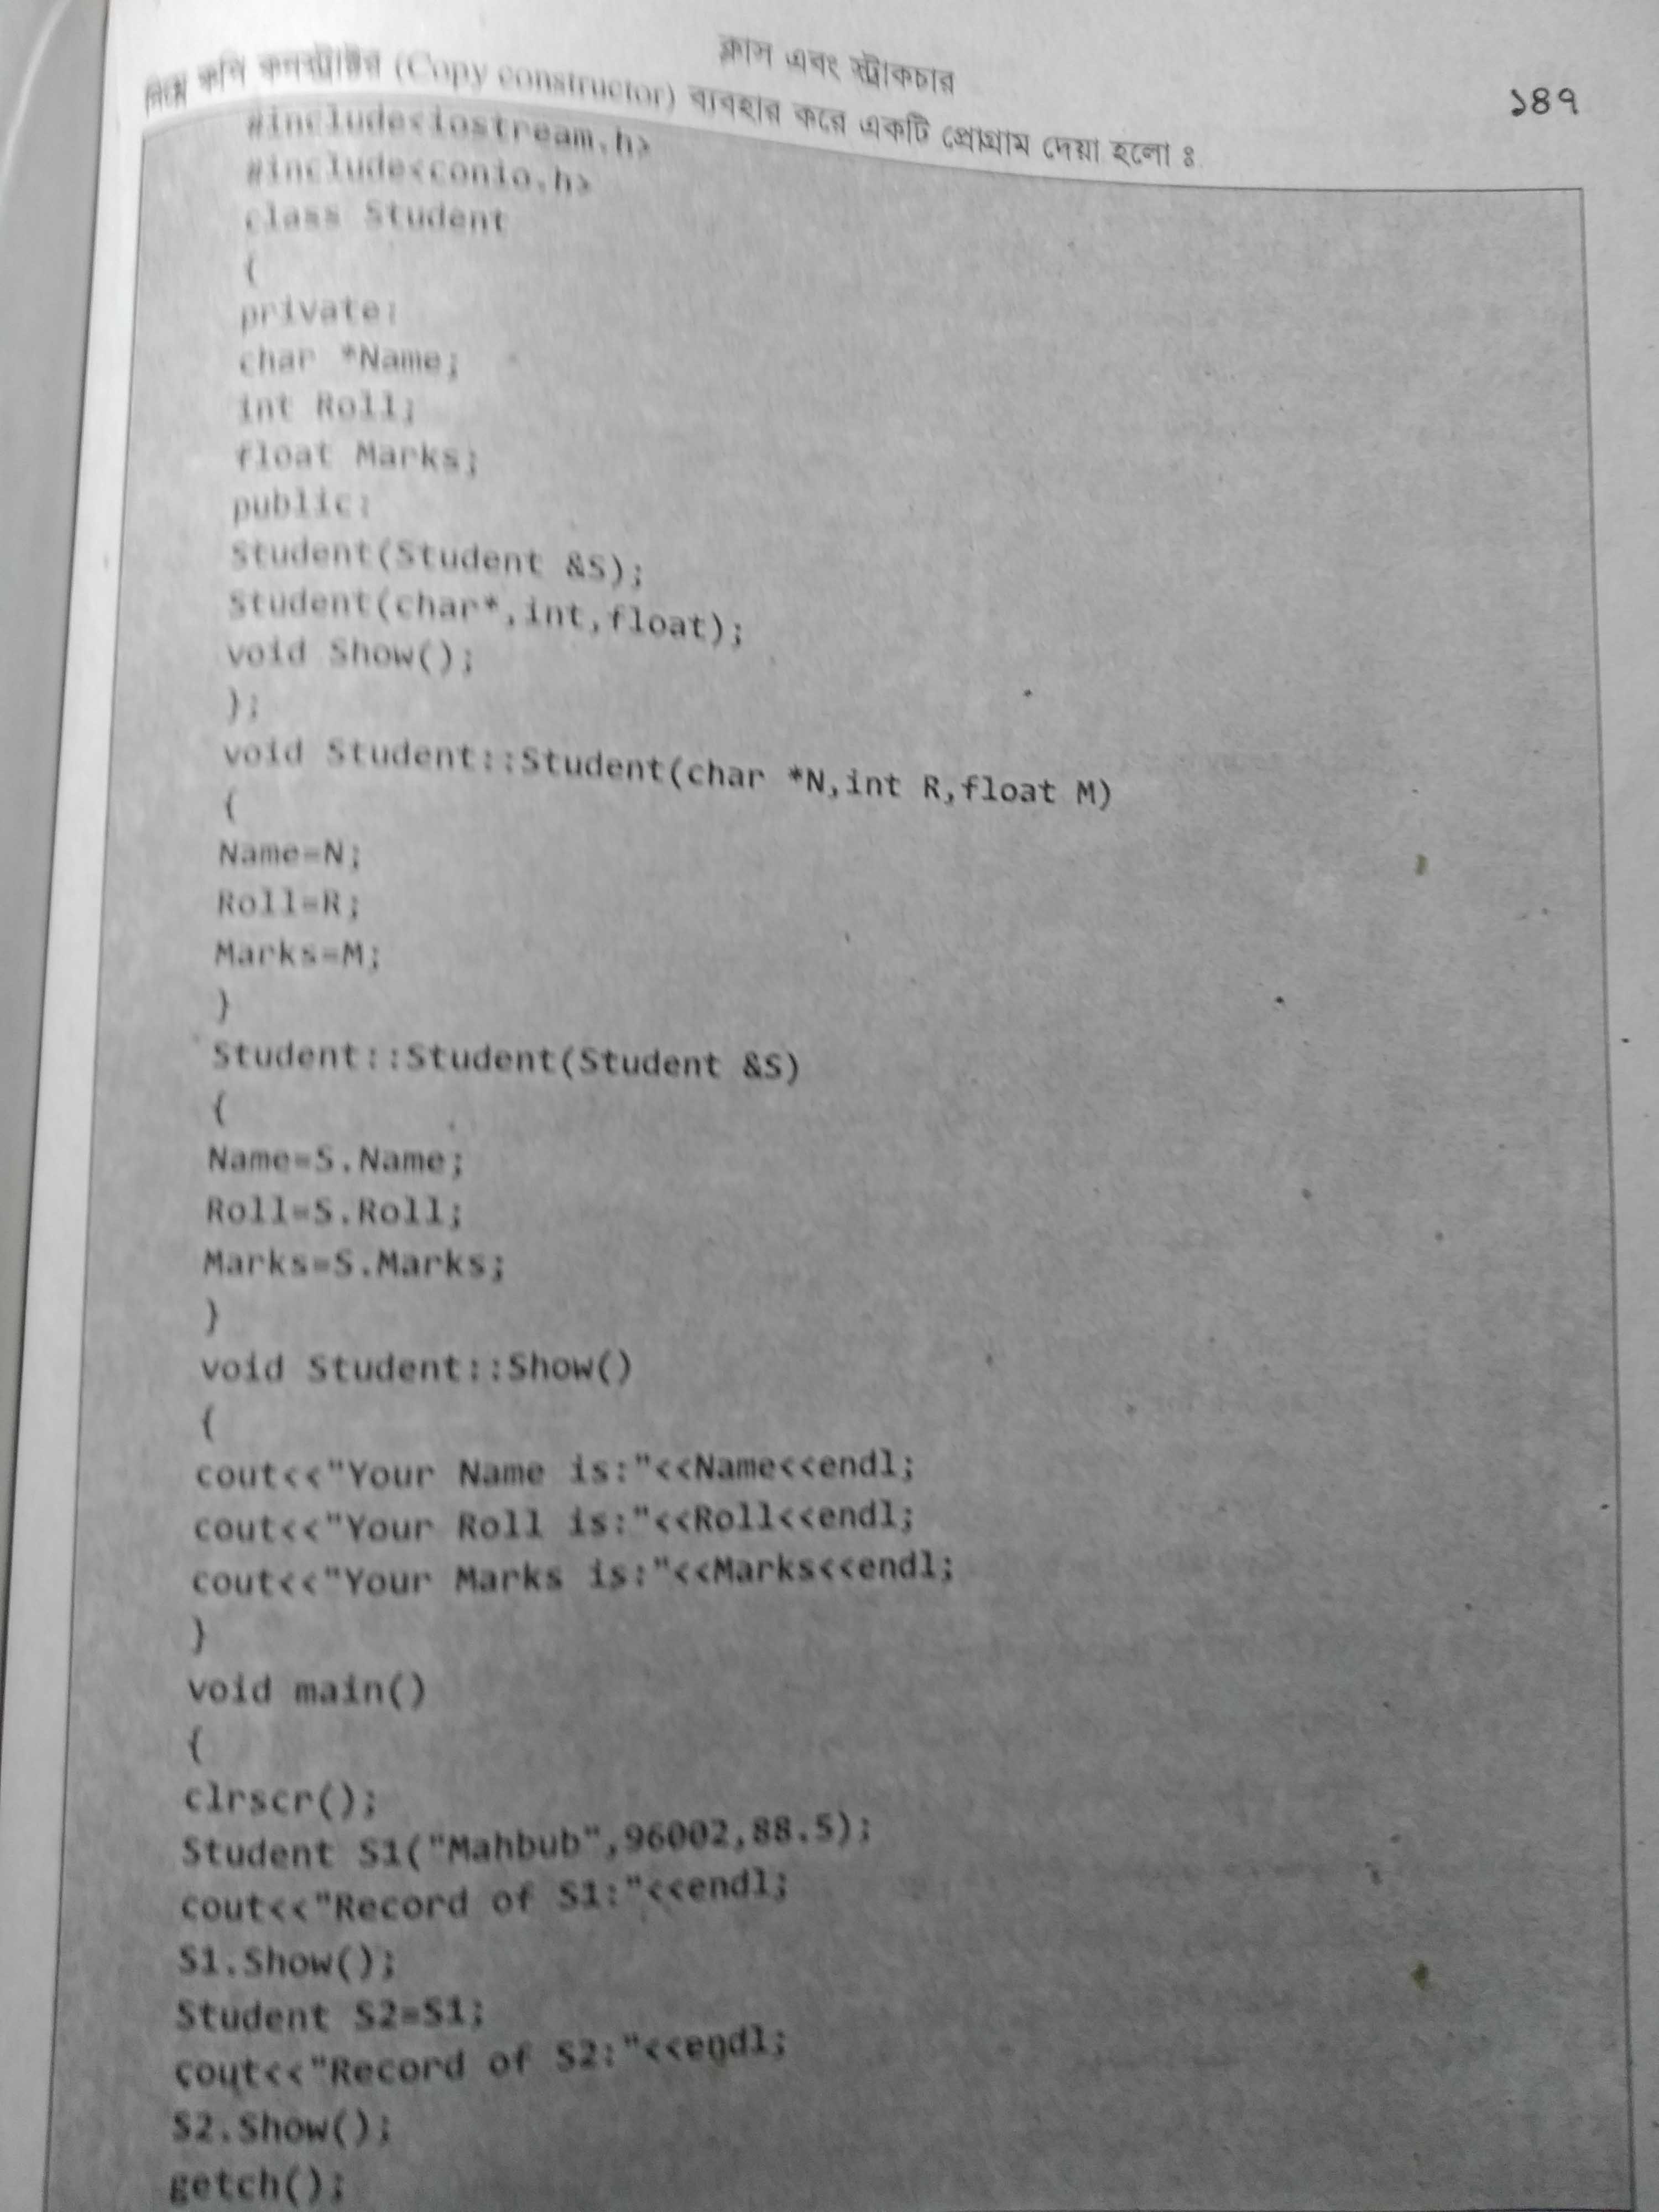 ক্লাস এবং স্ট্রাকচার
১৪৭
নিম্নে কপি কনস্ট্রাক্টর (Copy constructor) ব্যবহার করে একটি প্রোগ্রাম দেয়া হলো ঃ
#include<iostream.h>
#include<conio.h>
class Student
{
private:
char *Name;
int Roll;
float Marks;
public:
Student(Student &S);
Student(char*,int,float);
void Show();
};
void Student::Student(char *N,int R,float M)
{
Name=N;
Roll=R;
Marks=M;
}
Student::Student(Student &S)
{
Name=S.Name;
Roll=S.Roll;
Marks=S.Marks;
}
void Student::Show()
{
cout<<"Your Name is:"<<Name<<endl;
cout<<"Your Roll is:"<<Roll<<endl;
cout<<"Your Marks is:"<<Marks<<endl;
}
void main()
{
clrscr();
Student S1("Mahbub",96002,88.5);
cout<<"Record of S1:"<<endl;
S1.Show();
Student S2=S1;
cout<<"Record of S2:"<<endl;
S2.Show();
getch();